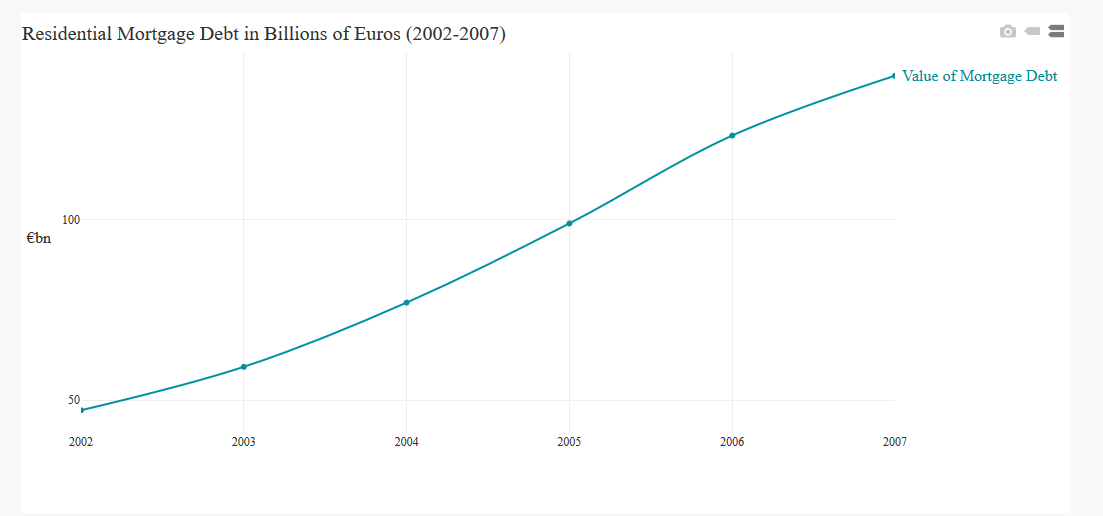 Residential Mortgage Debt in Billions of Euros (2002-2007)
Value of Mortgage Debt
100
€bn
50
2002 2003 2004 2005 2006 2007